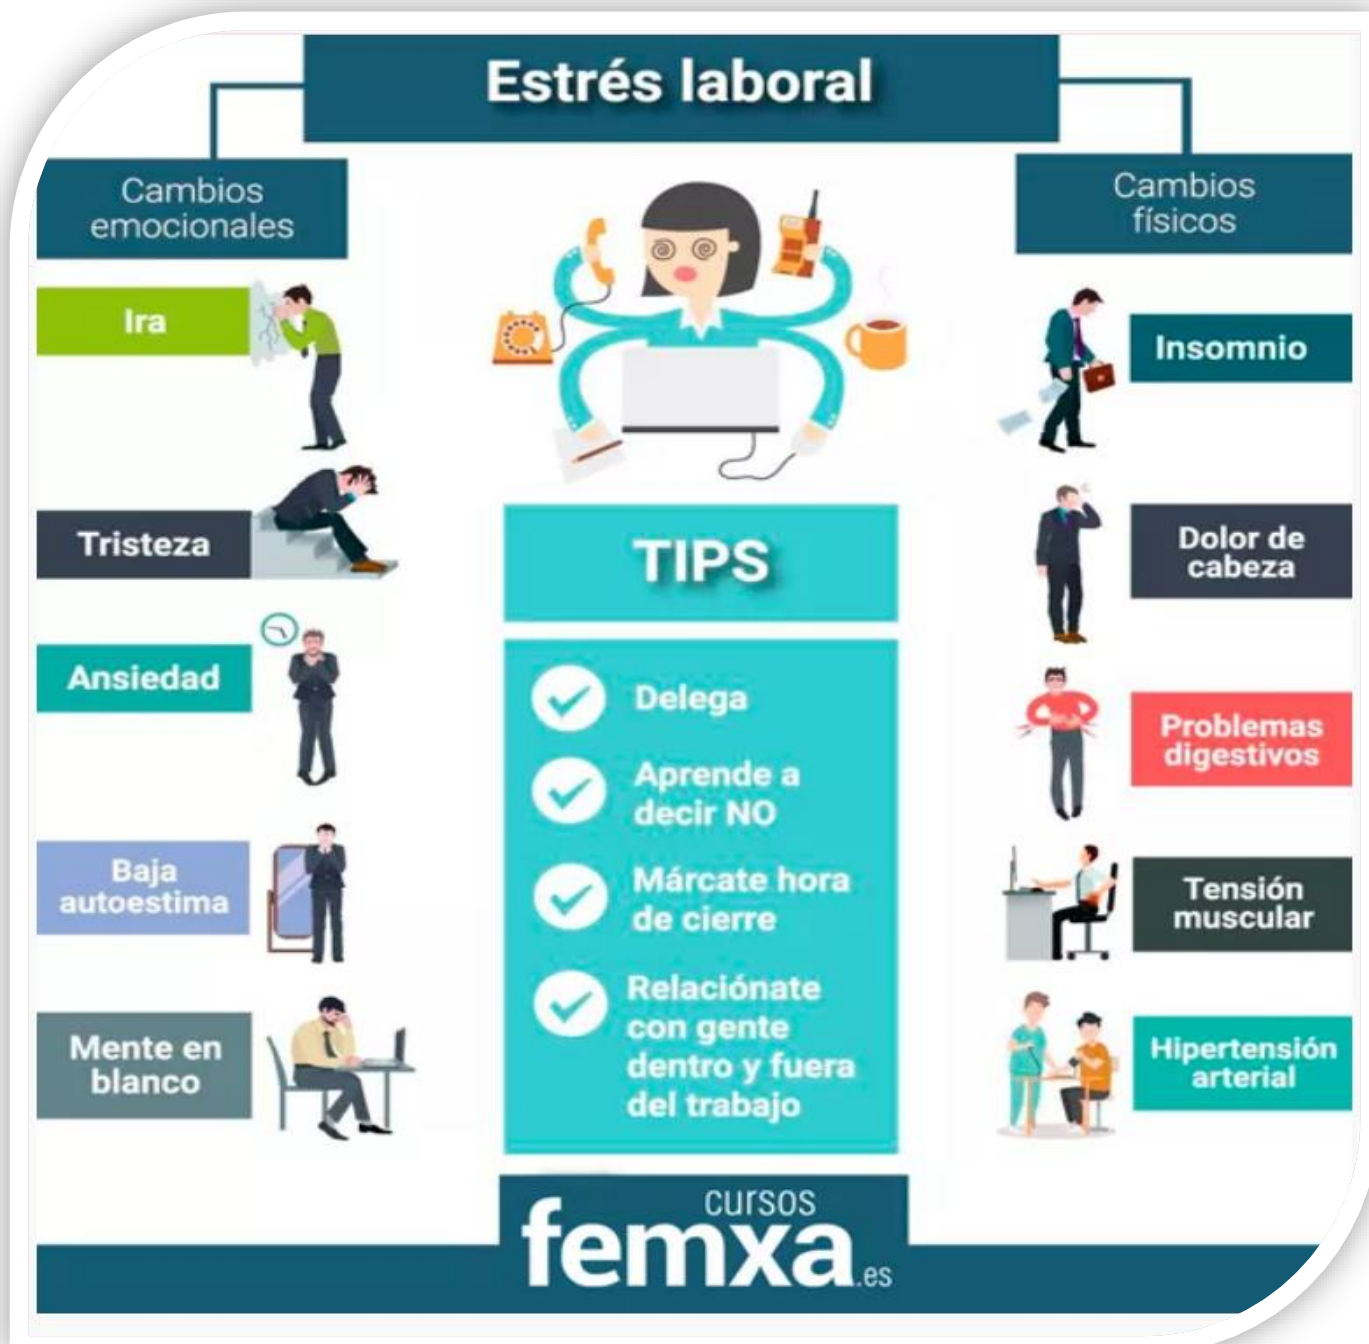 Estrés laboral
Cambios
emocionales
Ira
Tristeza
Ansiedad
Baja
autoestima
Mente en
blanco
TIPS
Delega
Aprende a
decir NO
Márcate hora
de cierre
Relaciónate
con gente
dentro y fuera
del trabajo
Cambios
físicos
Insomnio
Dolor de
cabeza
Problemas
digestivos
Tensión
muscular
Hipertensión
arterial
cursos
femxa.es